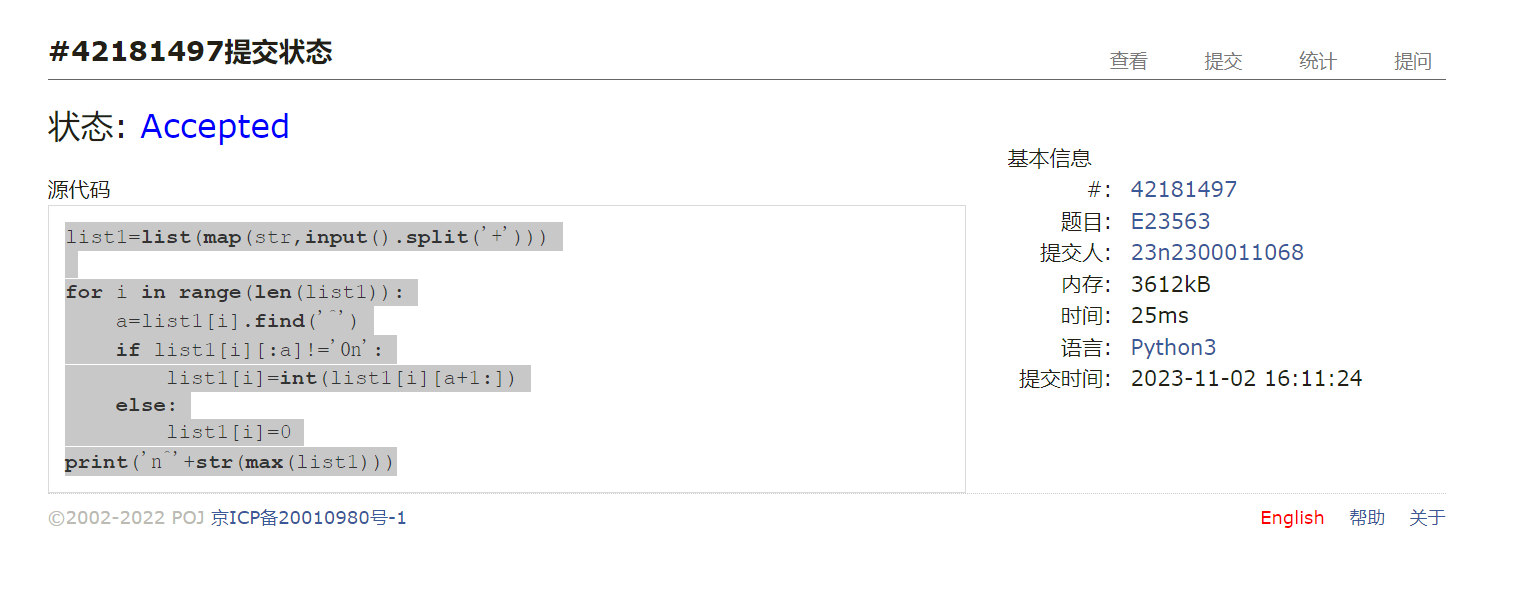 #42181497提交状态
查看 提交 统计 提问
状态: Accepted
源代码
list1=list(map(str,input().split('+')))
for i in range(len(list1)):
    a=list1[i].find('^')
    if list1[i][:a]!='0n':
        list1[i]=int(list1[i][a+1:])
    else:
        list1[i]=0
print('n^'+str(max(list1)))
基本信息
#: 42181497
题目: E23563
提交人: 23n2300011068
内存: 3612kB
时间: 25ms
语言: Python3
提交时间: 2023-11-02 16:11:24
©2002-2022 POJ 京ICP备20010980号-1
English 帮助 关于